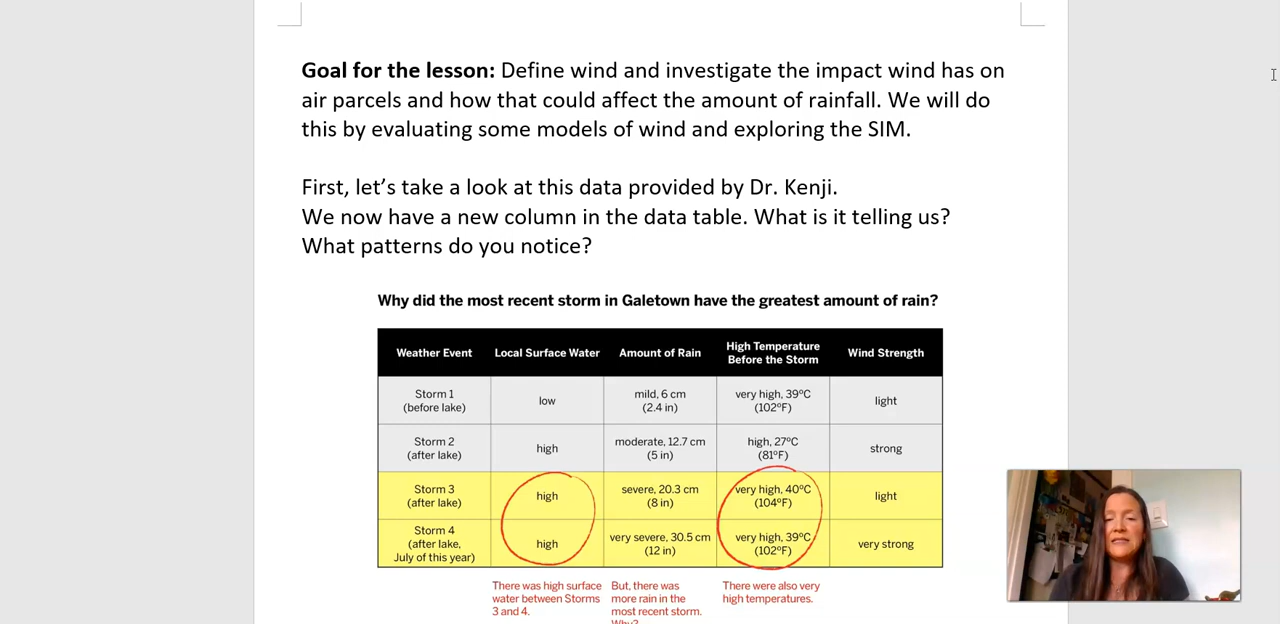 Goal for the lesson: Define wind and investigate the impact wind has on
air parcels and how that could affect the amount of rainfall. We will do
this by evaluating some models of wind and exploring the SIM.
First, let’s take a look at this data provided by Dr. Kenji.
We now have a new column in the data table. What is it telling us?
What patterns do you notice?
Why did the most recent storm in Galetown have the greatest amount of rain?
Weather Event Local Surface Water Amount of Rain High Temperature Before the Storm Wind Strength
Storm 1 (before lake) low mild, 6 cm (2.4 in) very high, 39°C (102°F) light
Storm 2 (after lake) high moderate, 12.7 cm (5 in) high, 27°C (81°F) strong
Storm 3 (after lake) high severe, 20.3 cm (8 in) very high, 40°C (104°F) light
Storm 4 (after lake, July of this year) high very severe, 30.5 cm (12 in) very high, 39°C (102°F) very strong
There was high surface
water between Storms
3 and 4.
But, there was
more rain in the
most recent storm.
Why?
There were also very
high temperatures.